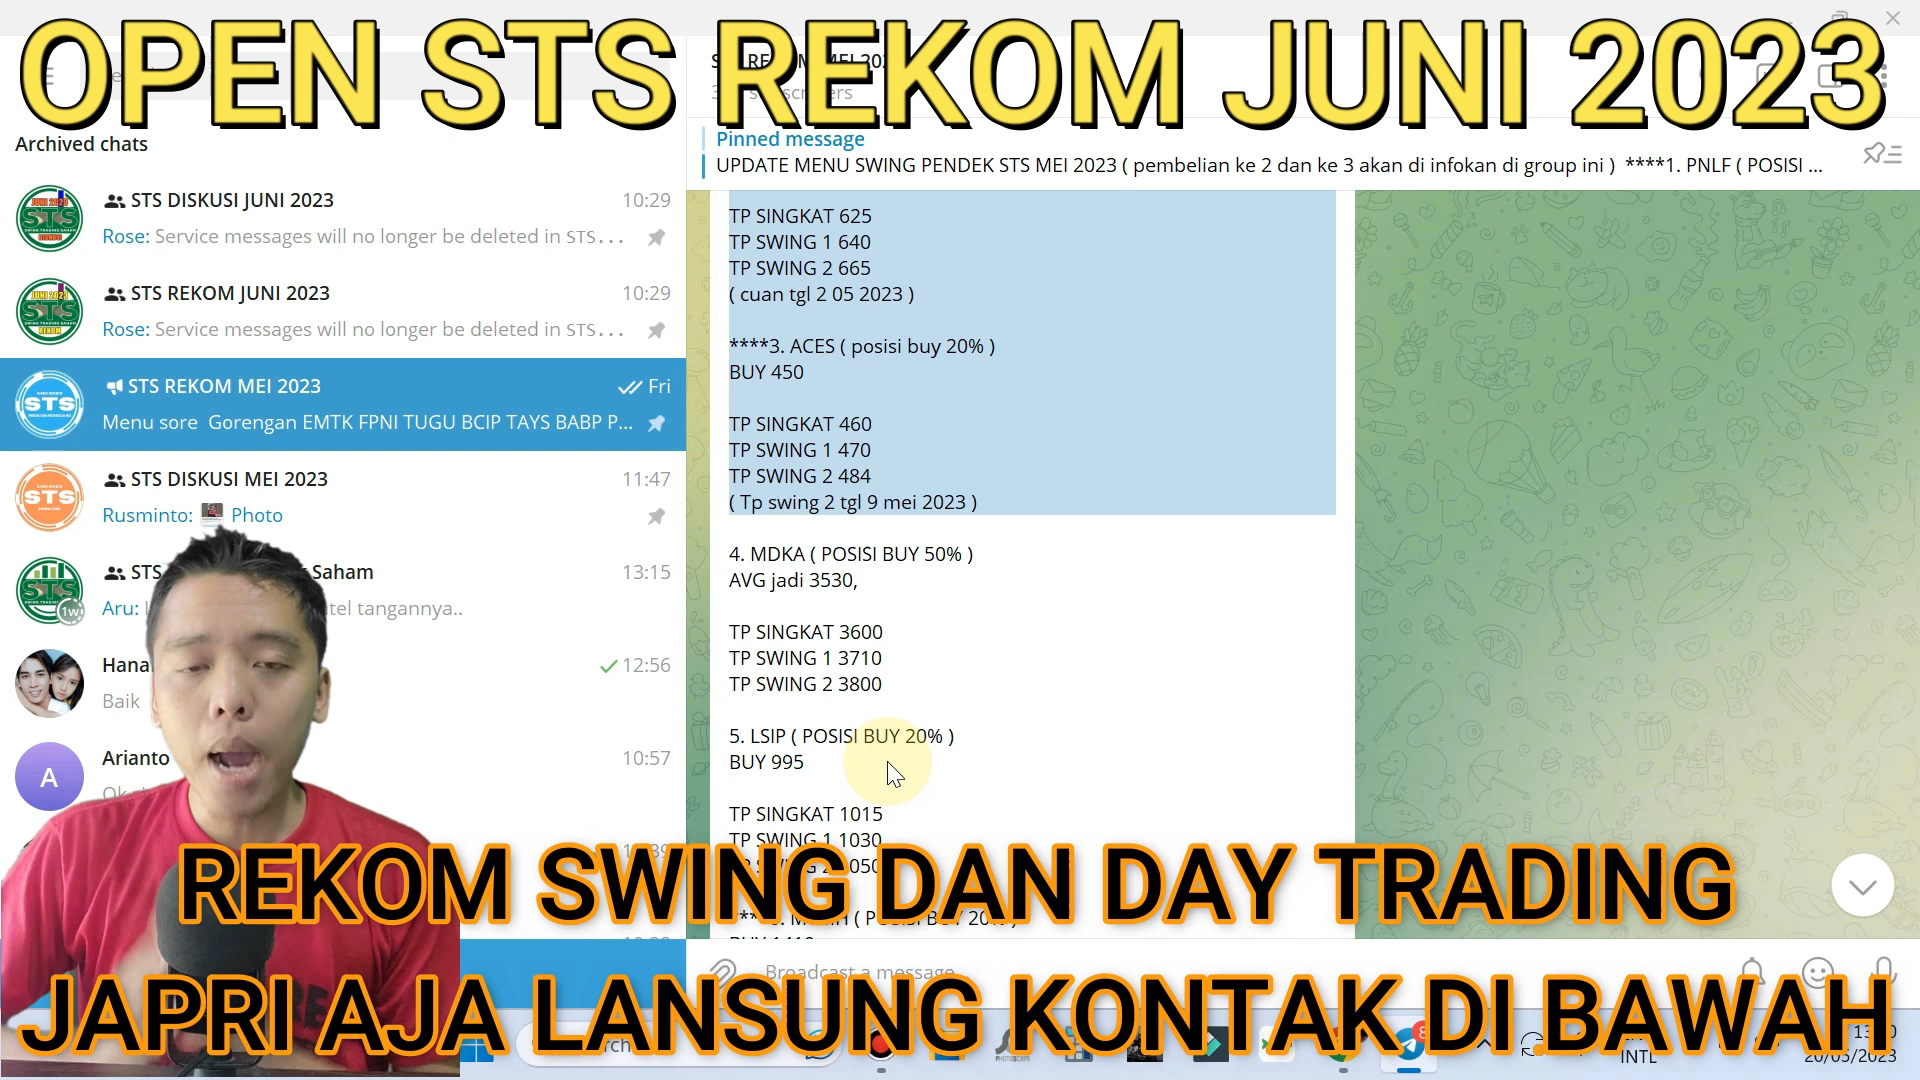 OPEN STS REKOM JUNI 2023
Archived chats
Pinned message
UPDATE MENU SWING PENDEK STS MEI 2023 ( pembelian ke 2 dan ke 3 akan di infokan di group ini ) ****1. PNLF ( POSISI ...
STS DISKUSI JUNI 2023 10:29
Rose: Service messages will no longer be deleted in STS...
STS REKOM JUNI 2023 10:29
Rose: Service messages will no longer be deleted in STS...
STS REKOM MEI 2023 Fri
Menu sore Gorengan EMTK FPNI TUGU BCIP TAYS BABP P...
STS DISKUSI MEI 2023 11:47
Rusminto: Photo
STS Saham 13:15
Aru: tel tangannya..
1w
Hana 12:56
Baik
A
Arianto 10:57
TP SINGKAT 625
TP SWING 1 640
TP SWING 2 665
( cuan tgl 2 05 2023 )
****3. ACES ( posisi buy 20% )
BUY 450
TP SINGKAT 460
TP SWING 1 470
TP SWING 2 484
( Tp swing 2 tgl 9 mei 2023 )
4. MDKA ( POSISI BUY 50% )
AVG jadi 3530,
TP SINGKAT 3600
TP SWING 1 3710
TP SWING 2 3800
5. LSIP ( POSISI BUY 20% )
BUY 995
TP SINGKAT 1015
TP SWING 1 1030
REKOM SWING DAN DAY TRADING
Broadcast a message...
JAPRI AJA LANSUNG KONTAK DI BAWAH
INTL